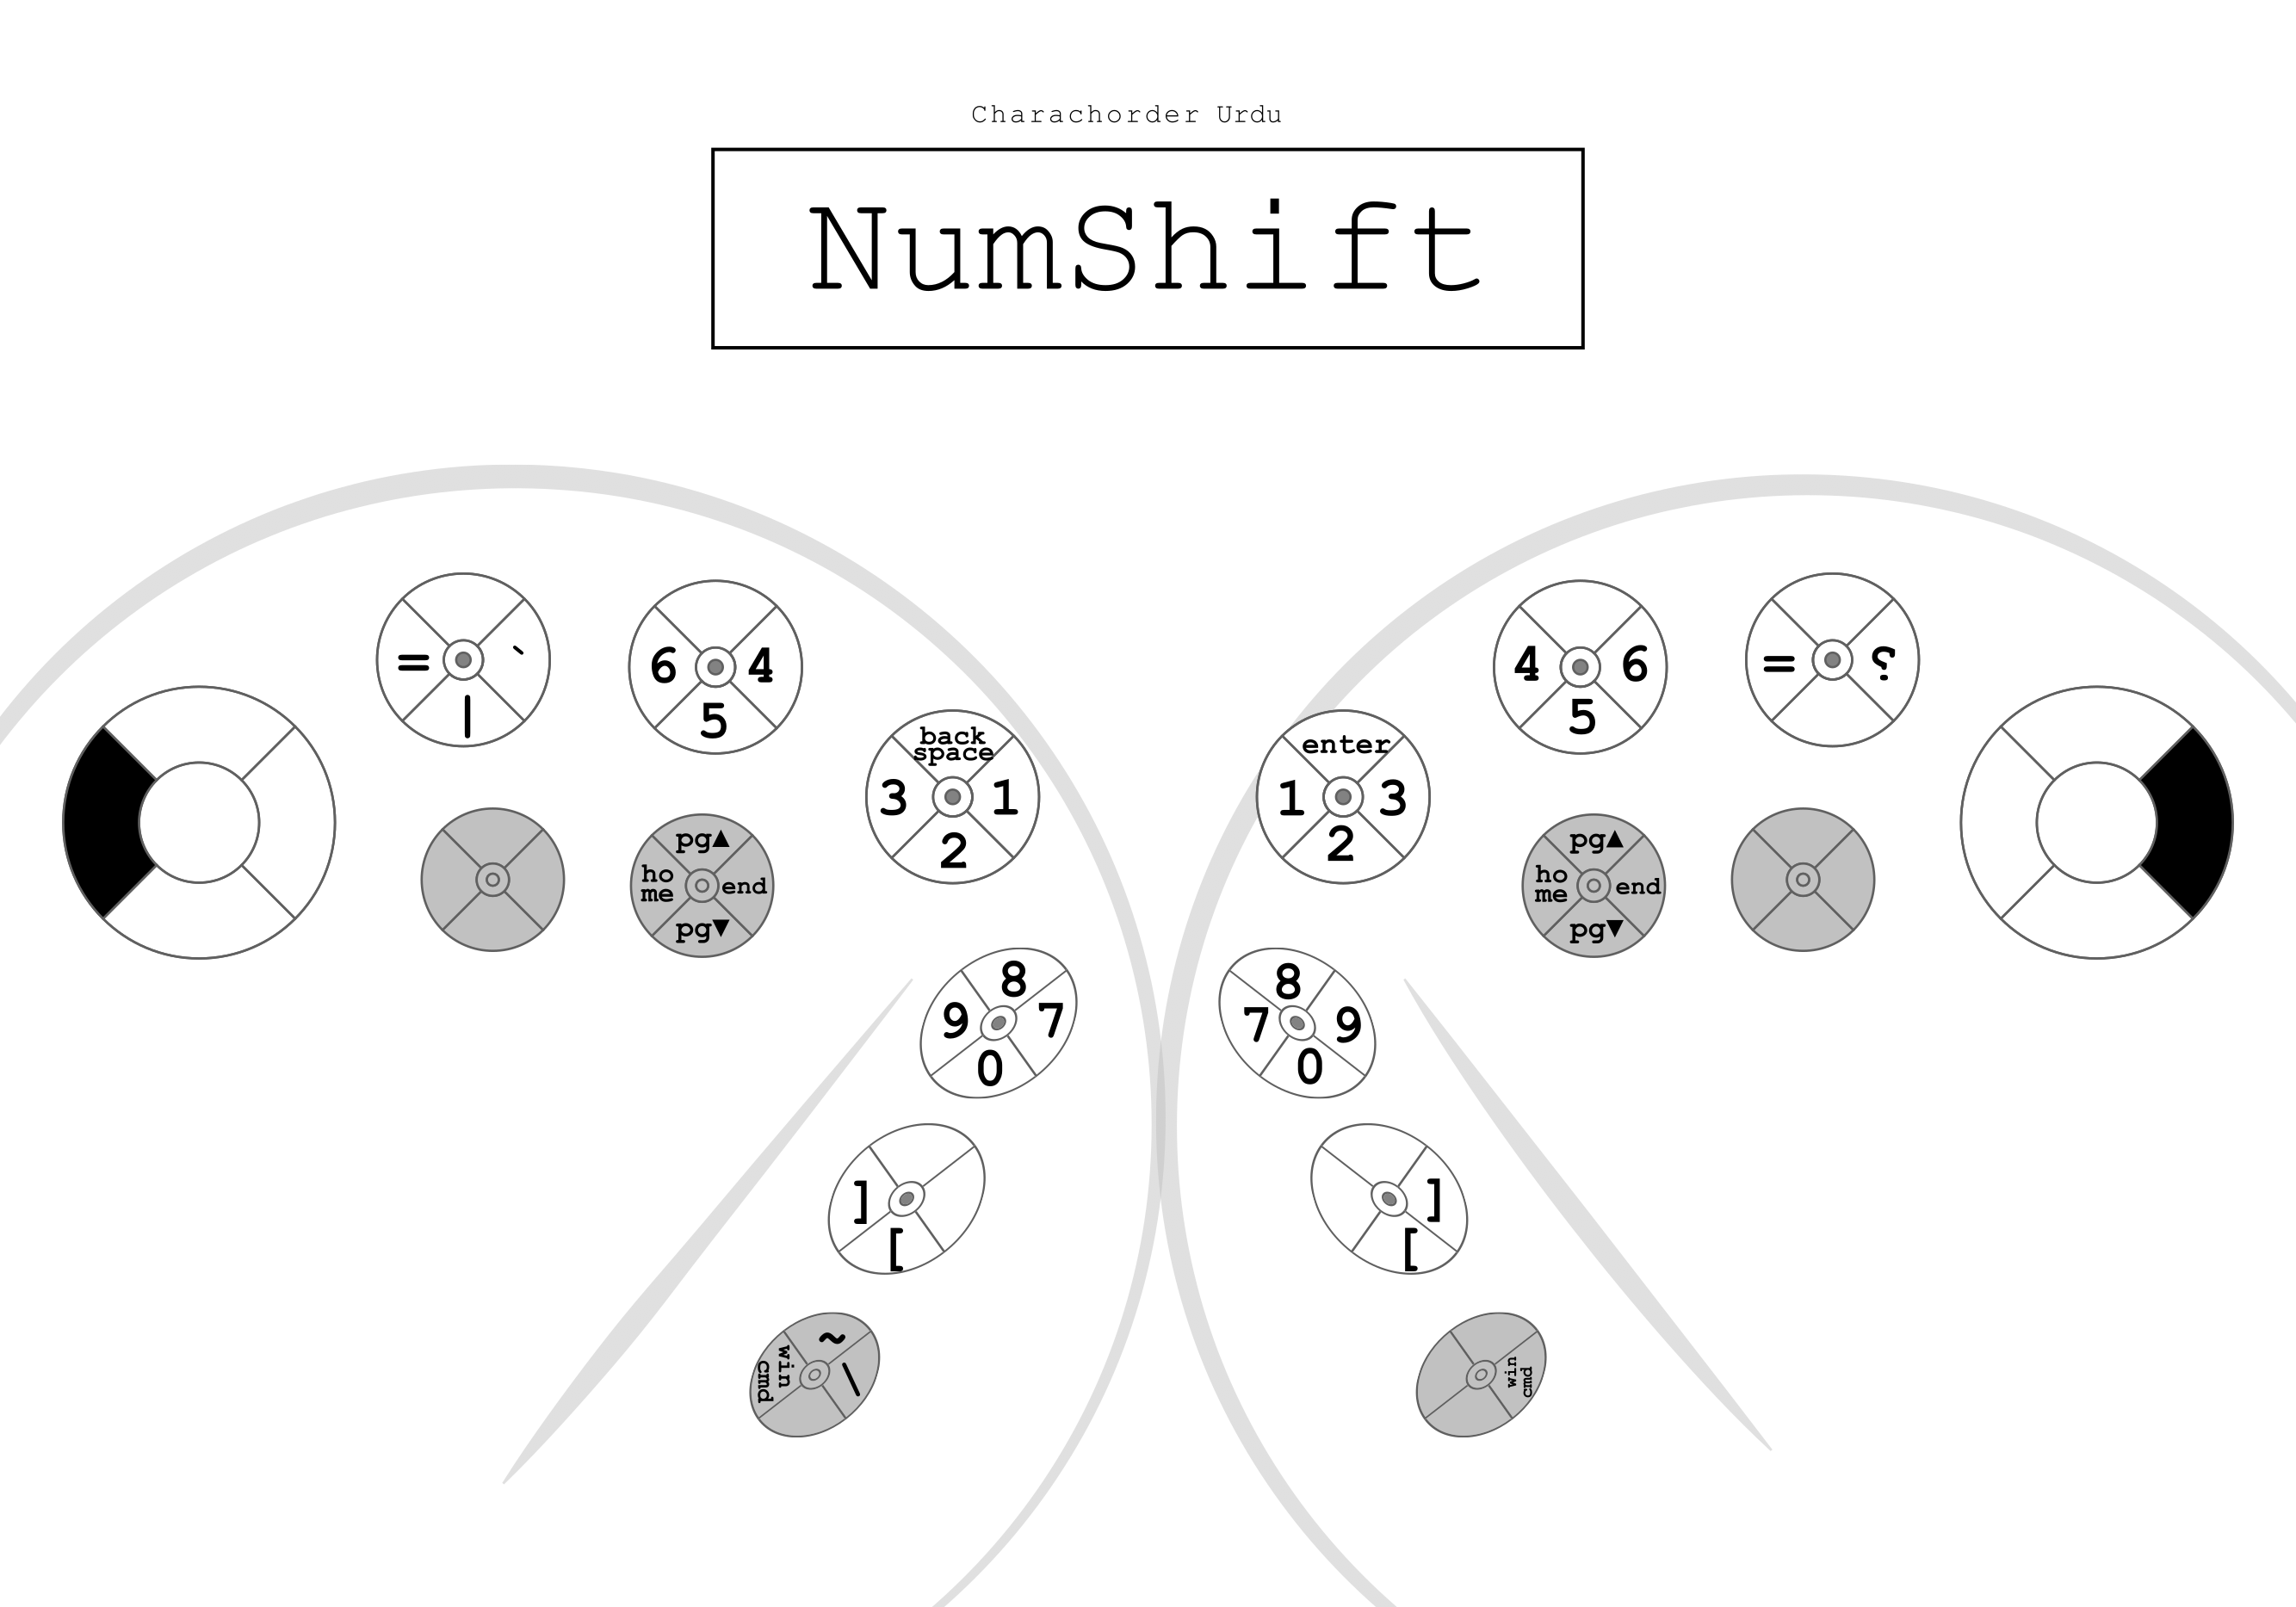 Charachorder Urdu
NumShift
= ` |
6 4 5
back
space
3 1
2
pg▲
ho
me
end
pg▼
enter
1 3
2
4 6
5
= ؟
pg▲
ho
me
end
pg▼
8
9 7
0
8
7 9
0
]
[
]
[
~
\
win
cmd
win
cmd